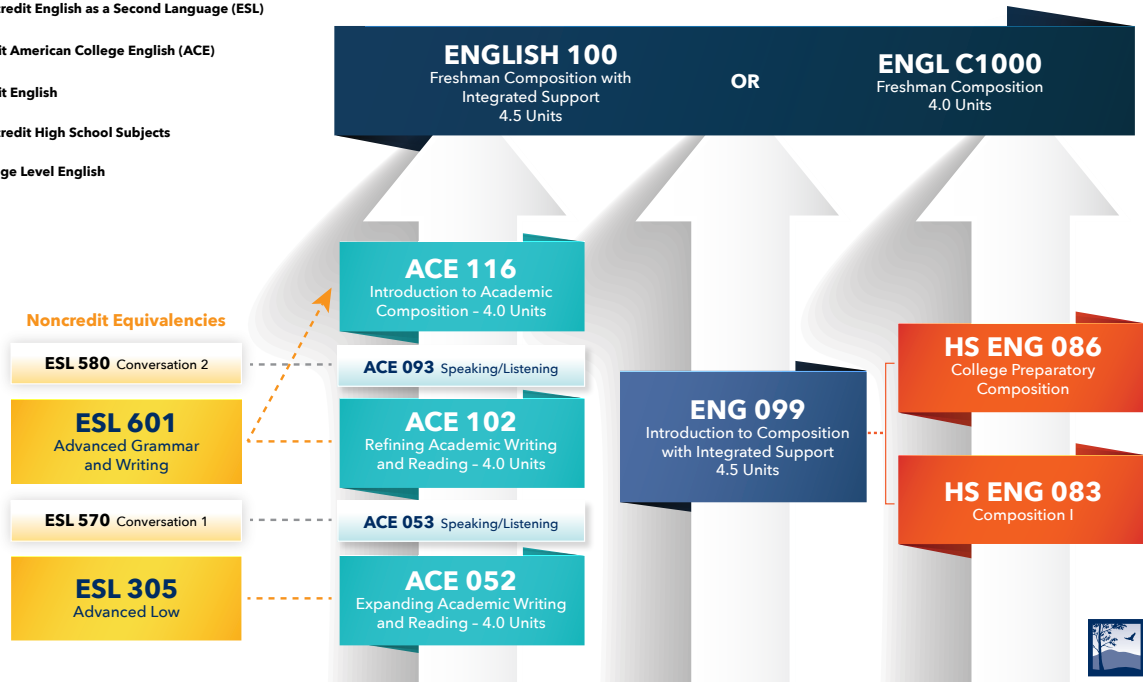 credit English as a Second Language (ESL)
it American College English (ACE)
it English
credit High School Subjects
ge Level English
ENGLISH 100
Freshman Composition with
Integrated Support
4.5 Units
OR
ENGL C1000
Freshman Composition
4.0 Units
ACE 116
Introduction to Academic
Composition – 4.0 Units
Noncredit Equivalencies
ESL 580 Conversation 2
ACE 093 Speaking/Listening
ESL 601
Advanced Grammar
and Writing
ACE 102
Refining Academic Writing
and Reading – 4.0 Units
ESL 570 Conversation 1
ACE 053 Speaking/Listening
ESL 305
Advanced Low
ACE 052
Expanding Academic Writing
and Reading – 4.0 Units
ENG 099
Introduction to Composition
with Integrated Support
4.5 Units
HS ENG 086
College Preparatory
Composition
HS ENG 083
Composition I